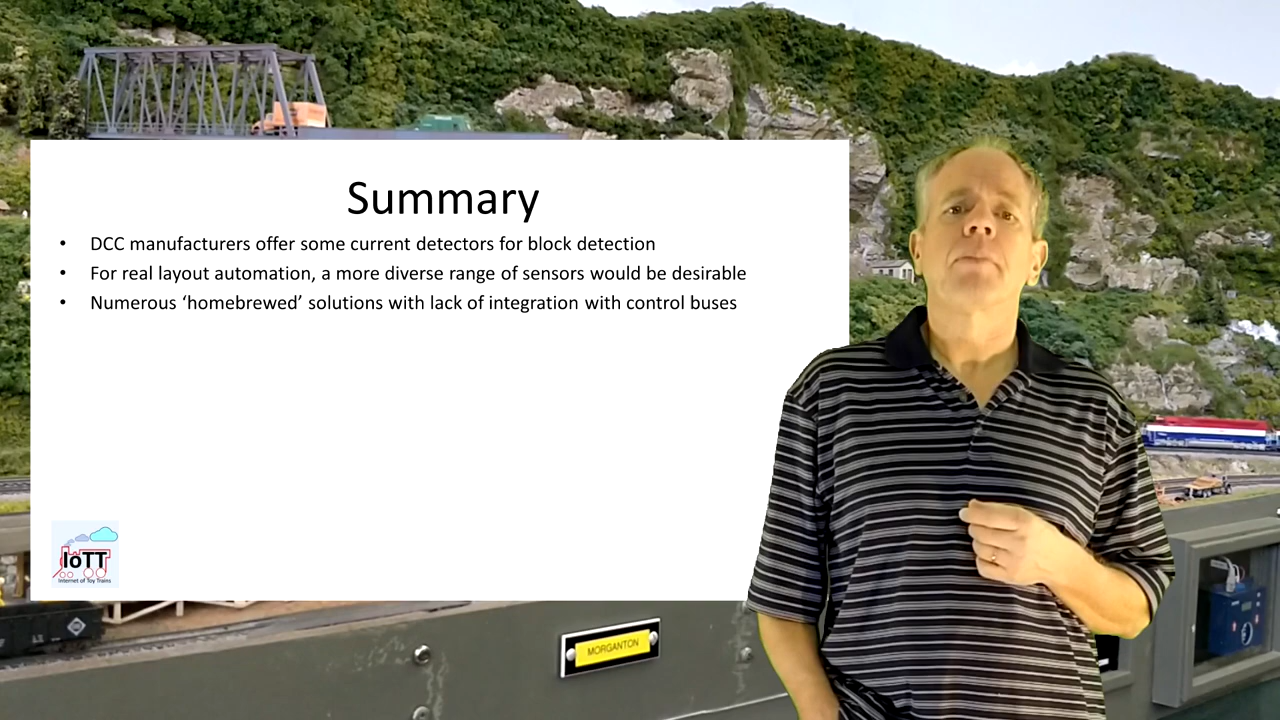 Summary
• DCC manufacturers offer some current detectors for block detection
• For real layout automation, a more diverse range of sensors would be desirable
• Numerous ‘homebrewed’ solutions with lack of integration with control buses
IoTT
Internet of Toy Trains
MORGANTON